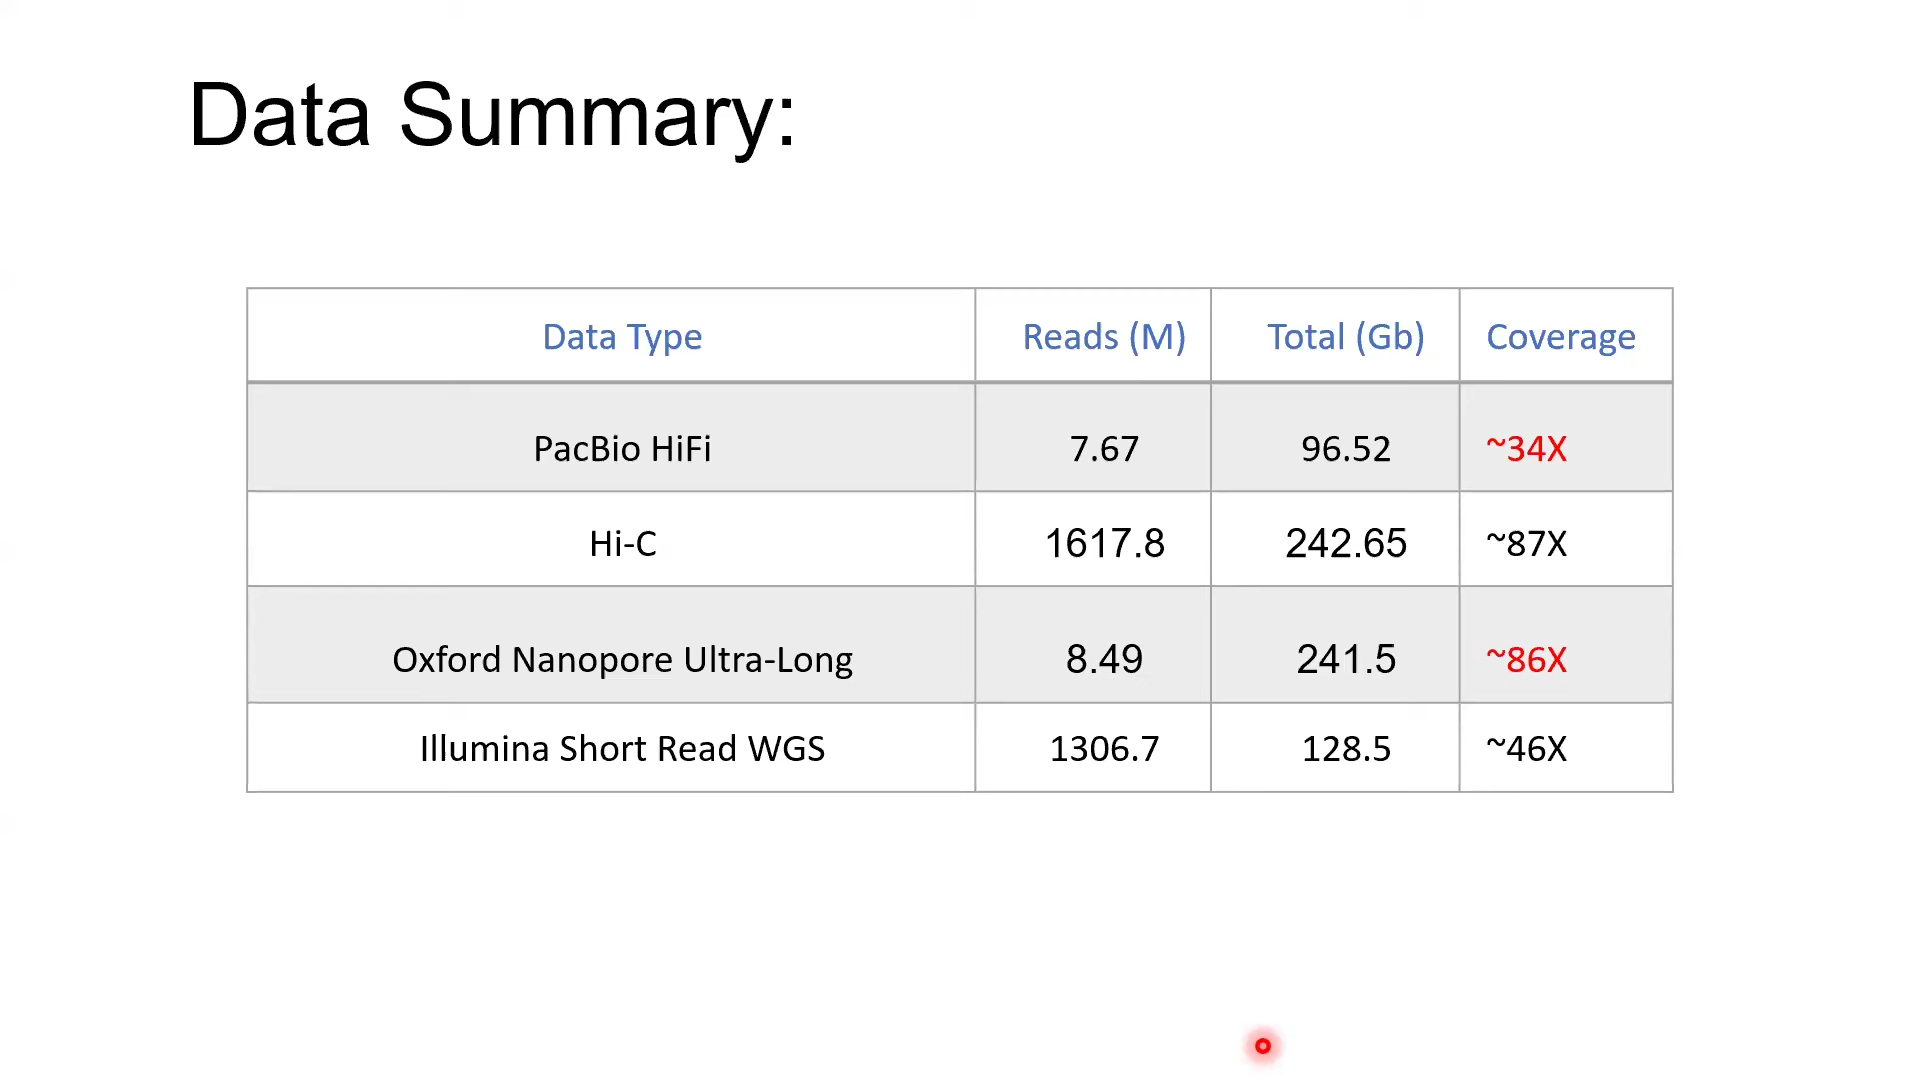 Data Summary:
Data Type Reads (M) Total (Gb) Coverage
PacBio HiFi 7.67 96.52 ~34X
Hi-C 1617.8 242.65 ~87X
Oxford Nanopore Ultra-Long 8.49 241.5 ~86X
Illumina Short Read WGS 1306.7 128.5 ~46X